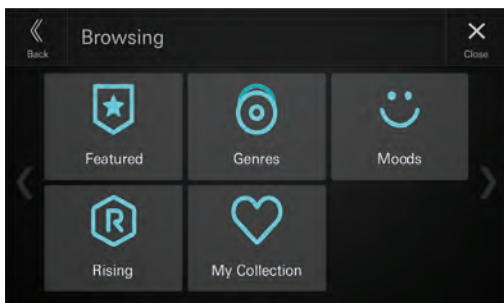 Back
Browsing
Close
Featured
Genres
Moods
R
Rising
My Collection